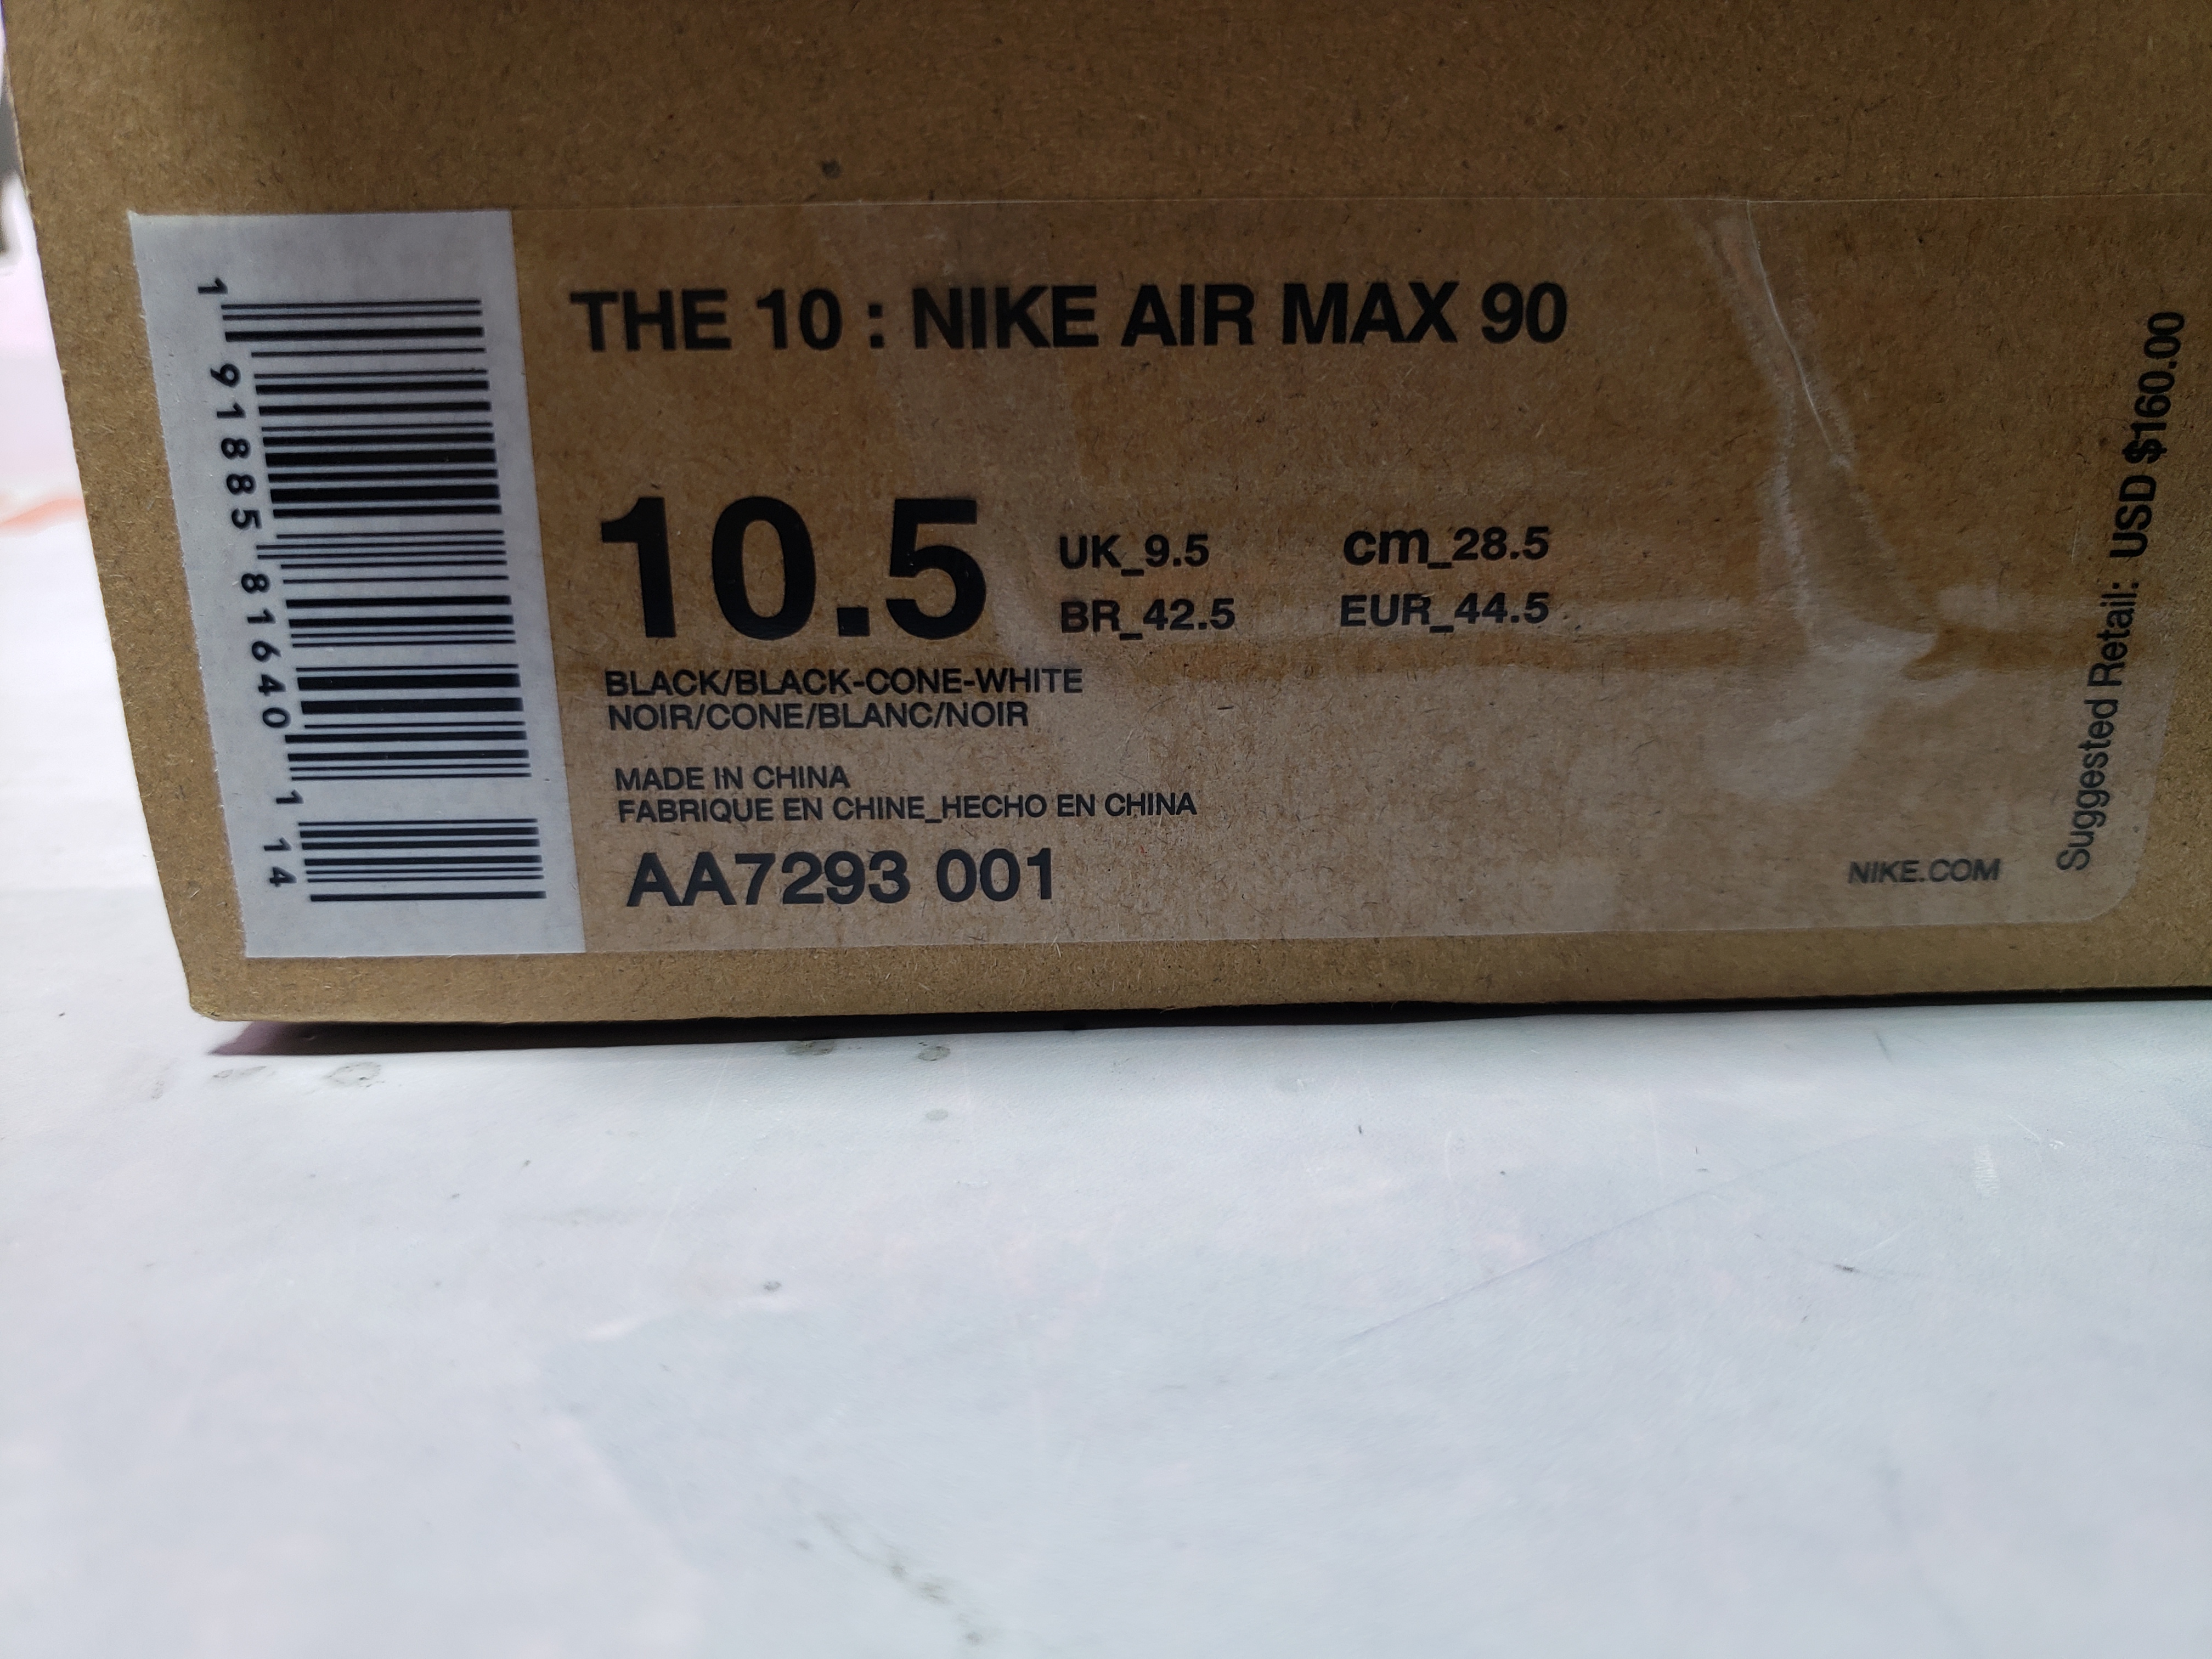 THE 10 : NIKE AIR MAX 90
10.5
UK_9.5 cm_28.5
BR_42.5 EUR_44.5
BLACK/BLACK-CONE-WHITE
NOIR/CONE/BLANC/NOIR
MADE IN CHINA
FABRIQUE EN CHINE_HECHO EN CHINA
AA7293 001
NIKE.COM
Suggested Retail: USD $160.00
1 91885 81640 1 14